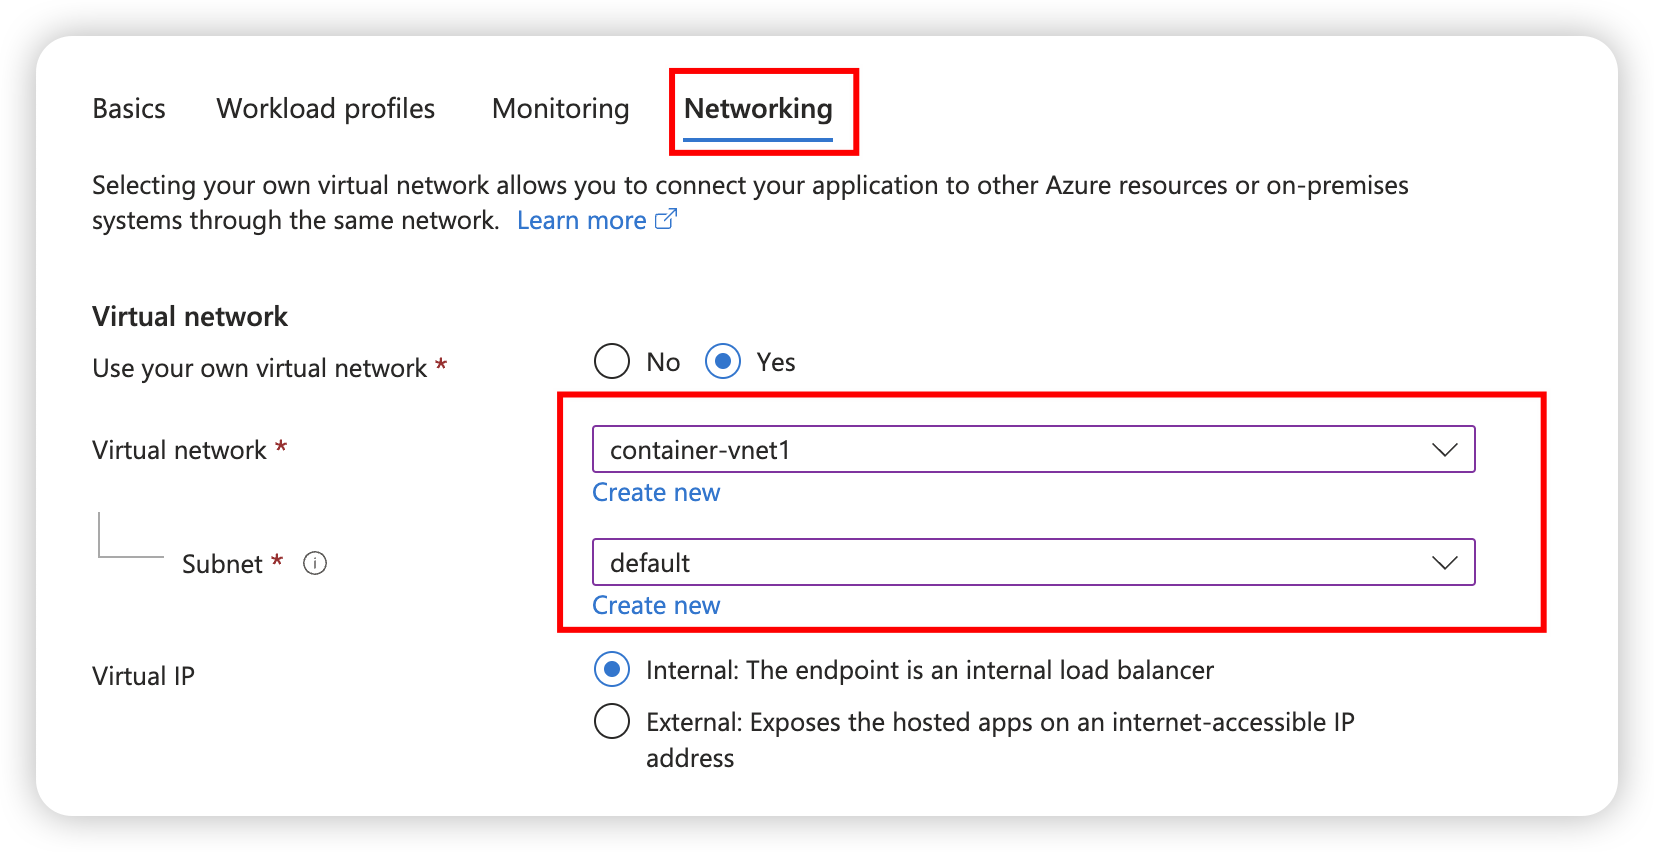 Basics Workload profiles Monitoring Networking
Selecting your own virtual network allows you to connect your application to other Azure resources or on-premises
systems through the same network. Learn more
Virtual network
Use your own virtual network * No Yes
Virtual network * container-vnet1
Create new
Subnet * default
Create new
Virtual IP Internal: The endpoint is an internal load balancer
External: Exposes the hosted apps on an internet-accessible IP
address